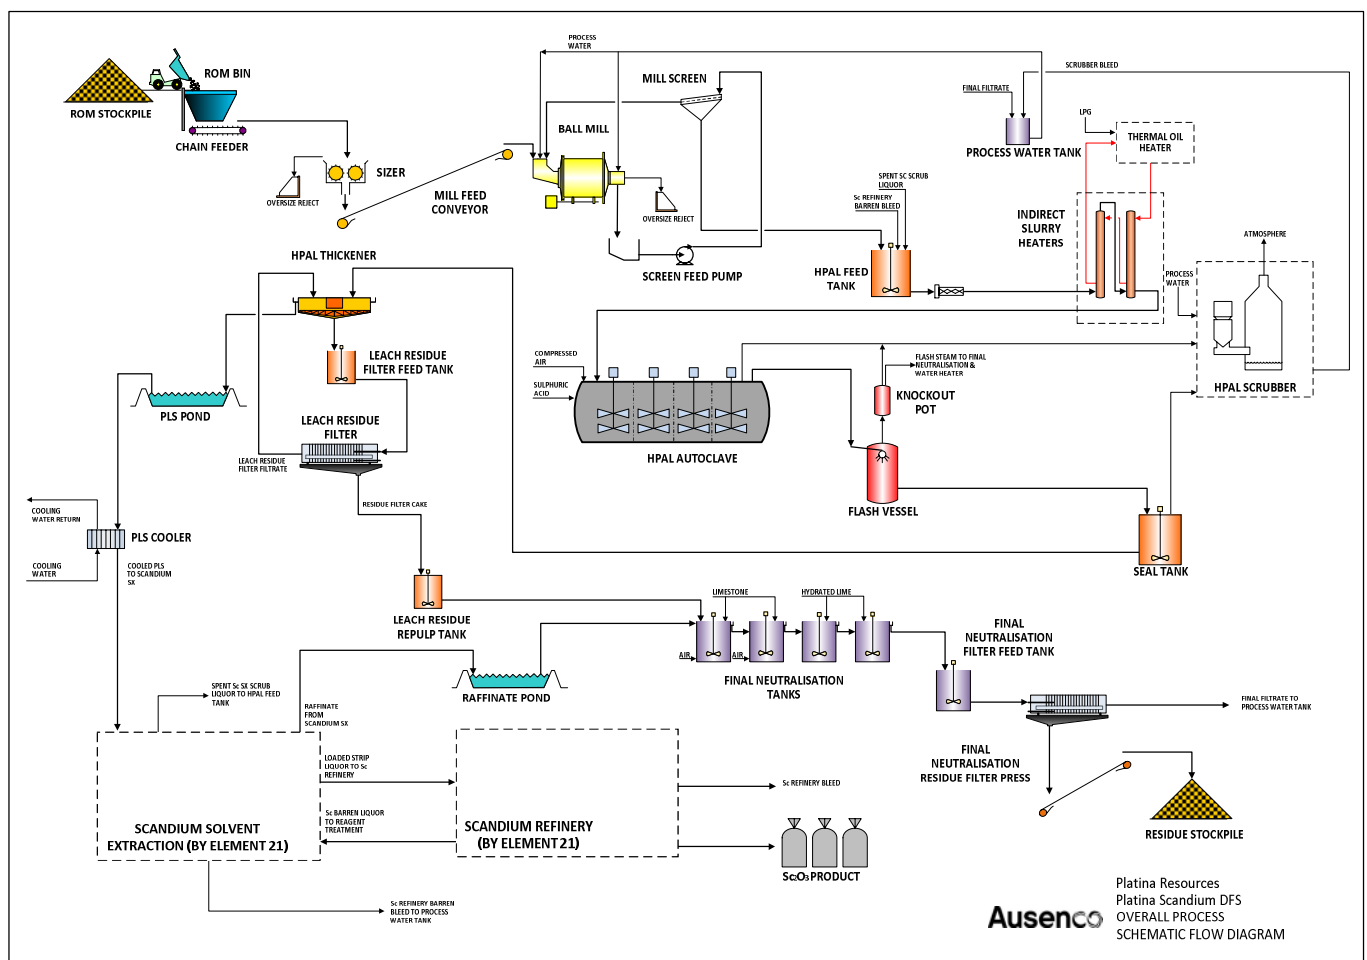 PROCESS
WATER
ROM BIN
MILL SCREEN
SCRUBBER BLEED
FINAL FILTRATE
ROM STOCKPILE
LPG
BALL MILL
THERMAL OIL
HEATER
CHAIN FEEDER
PROCESS WATER TANK
SIZER
SPENT SC SCRUB
LIQUOR
OVERSIZE REJECT
MILL FEED
CONVEYOR
Sc REFINERY
BARREN BLEED
INDIRECT
SLURRY
HEATERS
OVERSIZE REJECT
ATMOSPHERE
HPAL THICKENER
SCREEN FEED PUMP
HPAL FEED
TANK
PROCESS
WATER
LEACH RESIDUE
FILTER FEED TANK
COMPRESSED
AIR
FLASH STEAM TO FINAL
NEUTRALISATION &
WATER HEATER
SULPHURIC
ACID
HPAL SCRUBBER
KNOCKOUT
POT
PLS POND
LEACH RESIDUE
FILTER
LEACH RESIDUE
FILTER FILTRATE
HPAL AUTOCLAVE
RESIDUE FILTER CAKE
FLASH VESSEL
COOLING
WATER RETURN
PLS COOLER
COOLING
WATER
COOLED PLS
TO SCANDIUM
SX
SEAL TANK
LEACH RESIDUE
REPULP TANK
LIMESTONE
HYDRATED LIME
FINAL
NEUTRALISATION
FILTER FEED TANK
AIR
AIR
FINAL NEUTRALISATION
TANKS
SPENT Sc SX SCRUB
LIQUOR TO HPAL FEED
TANK
RAFFINATE POND
RAFFINATE
FROM
SCANDIUM SX
FINAL FILTRATE TO
PROCESS WATER TANK
FINAL
NEUTRALISATION
RESIDUE FILTER PRESS
LOADED STRIP
LIQUOR TO Sc
REFINERY
Sc REFINERY BLEED
Sc BARREN LIQUOR
TO REAGENT
TREATMENT
SCANDIUM SOLVENT
EXTRACTION (BY ELEMENT 21)
SCANDIUM REFINERY
(BY ELEMENT 21)
RESIDUE STOCKPILE
Sc2O3 PRODUCT
Sc REFINERY BARREN
BLEED TO PROCESS
WATER TANK
Ausenco
Platina Resources
Platina Scandium DFS
OVERALL PROCESS
SCHEMATIC FLOW DIAGRAM